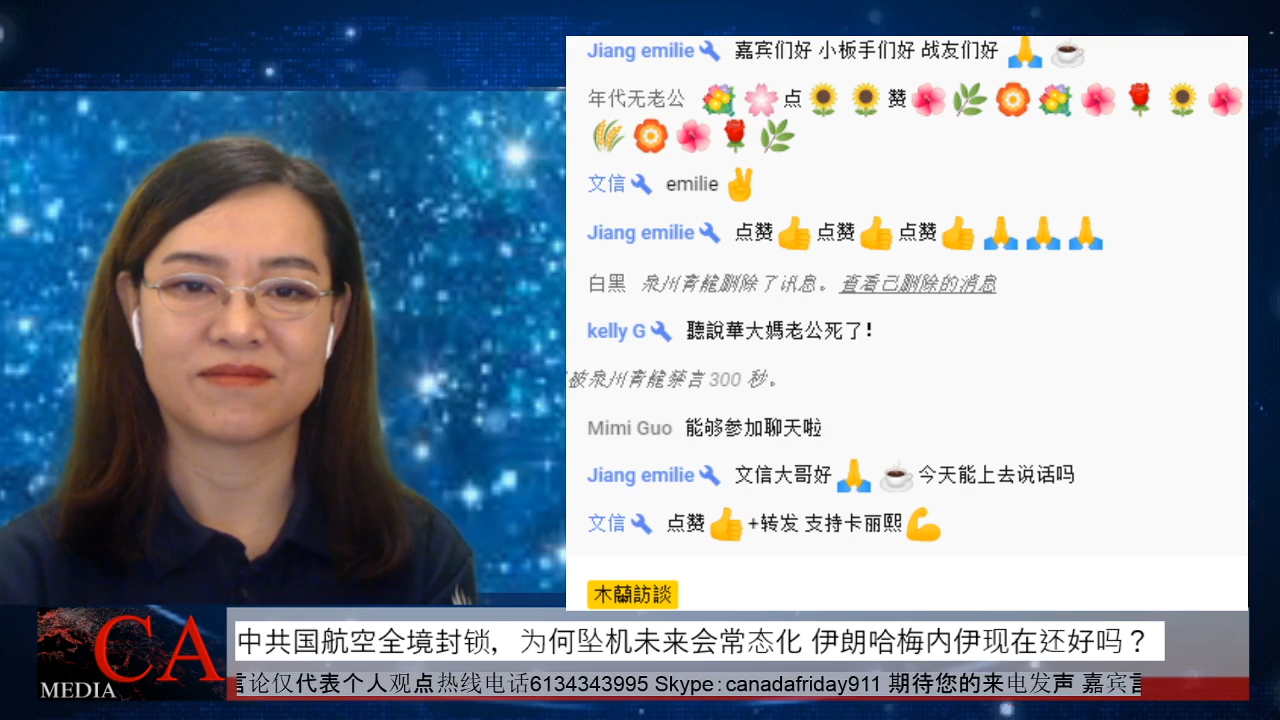 Jiang emilie 嘉宾们好 小板手们好 战友们好 🙏 ☕
年代无老公 💐 🌸 点 🌻 🌻 赞 🌺 🌿 🏵️ 💐 🌺 🌹 🌻 🌺
🌾 🏵️ 🌺 🌹 🌿
文信 emilie ✌️
Jiang emilie 点赞 👍 点赞 👍 点赞 👍 🙏 🙏 🙏
白黑 泉州青龍删除了讯息。查看已删除的消息
kelly G 聽說華大媽老公死了!
被泉州青龍禁言 300 秒。
Mimi Guo 能够参加聊天啦
Jiang emilie 文信大哥好 🙏 ☕ 今天能上去说话吗
文信 点赞 👍 +转发 支持卡丽熙 💪
木蘭訪談
中共国航空全境封锁，为何坠机未来会常态化 伊朗哈梅内伊现在还好吗？
CA
MEDIA
言论仅代表个人观点热线电话6134343995 Skype:canadafriday911 期待您的来电发声 嘉宾言